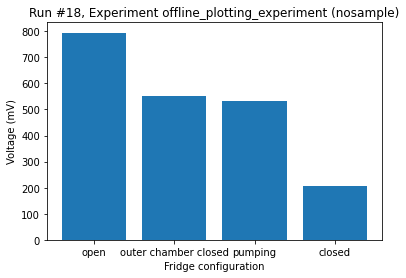 Run #18, Experiment offline_plotting_experiment (nosample)
800
700
600
500
400
300
200
100
0
Voltage (mV)
open outer chamber closed pumping closed
Fridge configuration